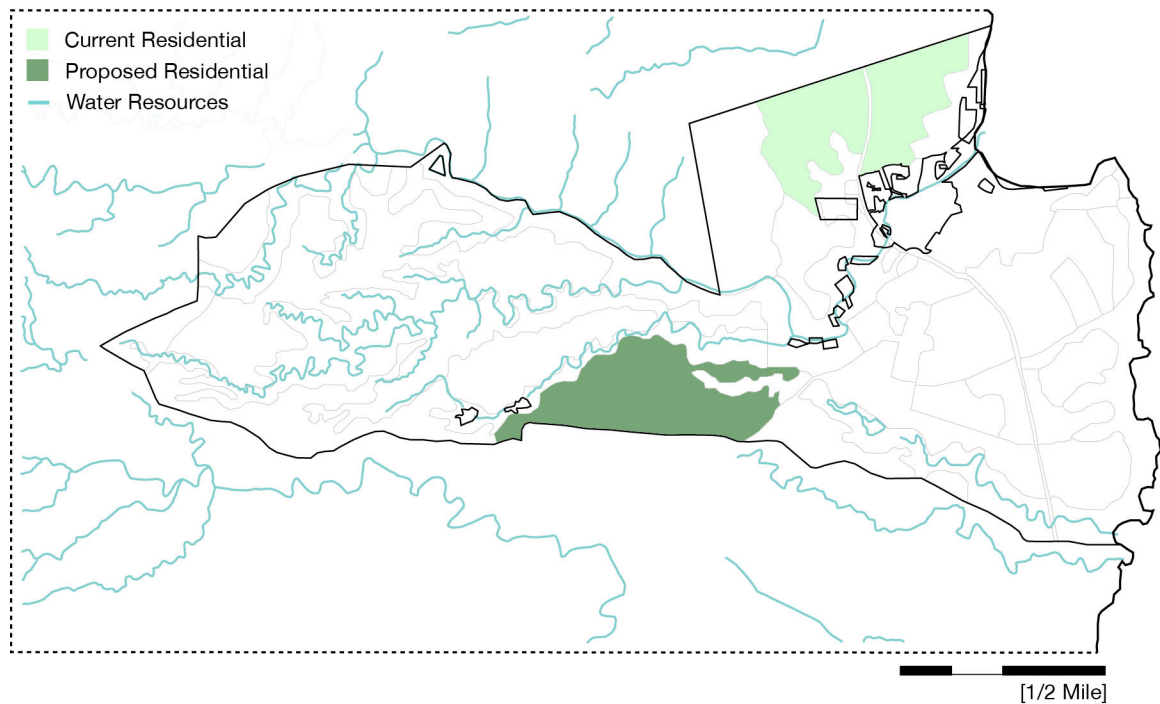 Current Residential
Proposed Residential
Water Resources
[1/2 Mile]